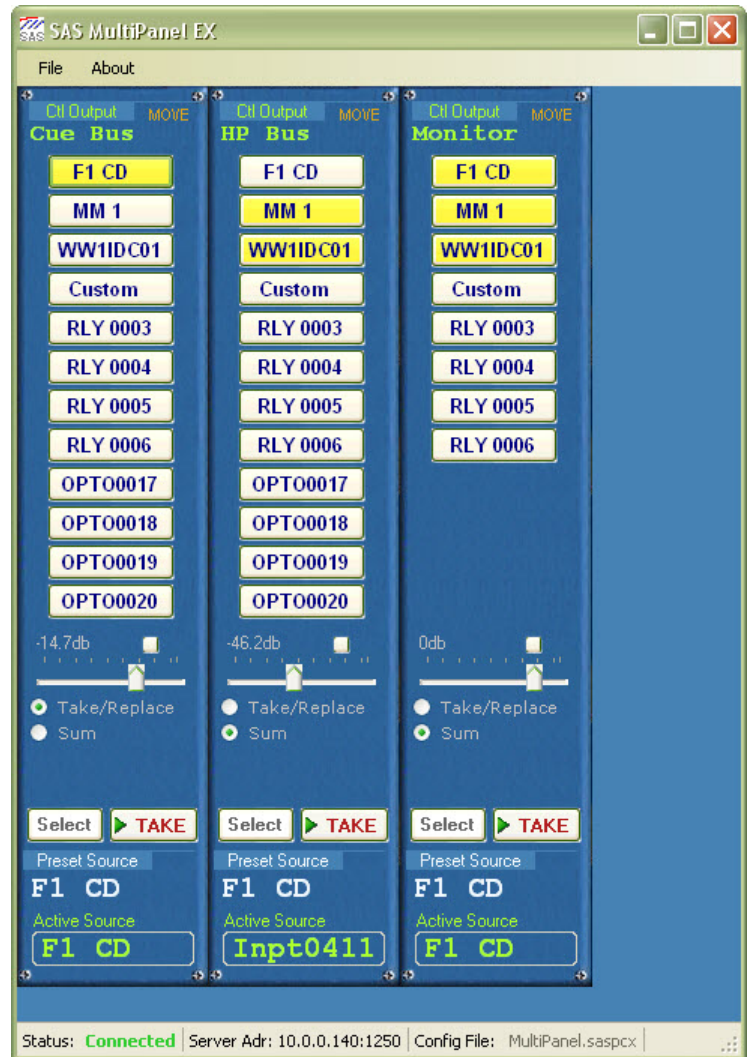 SAS MultiPanel EX
File About
Ctl Output MOVE
Cue Bus
F1 CD
MM 1
WW1IDC01
Custom
RLY 0003
RLY 0004
RLY 0005
RLY 0006
OPTO0017
OPTO0018
OPTO0019
OPTO0020
-14.7db
Take/Replace
Sum
Select TAKE
Preset Source
F1 CD
Active Source
F1 CD
Ctl Output MOVE
HP Bus
F1 CD
MM 1
WW1IDC01
Custom
RLY 0003
RLY 0004
RLY 0005
RLY 0006
OPTO0017
OPTO0018
OPTO0019
OPTO0020
-46.2db
Take/Replace
Sum
Select TAKE
Preset Source
F1 CD
Active Source
Inpt0411
Ctl Output MOVE
Monitor
F1 CD
MM 1
WW1IDC01
Custom
RLY 0003
RLY 0004
RLY 0005
RLY 0006
0db
Take/Replace
Sum
Select TAKE
Preset Source
F1 CD
Active Source
F1 CD
Status: Connected Server Adr: 10.0.0.140:1250 Config File: MultiPanel.saspcx